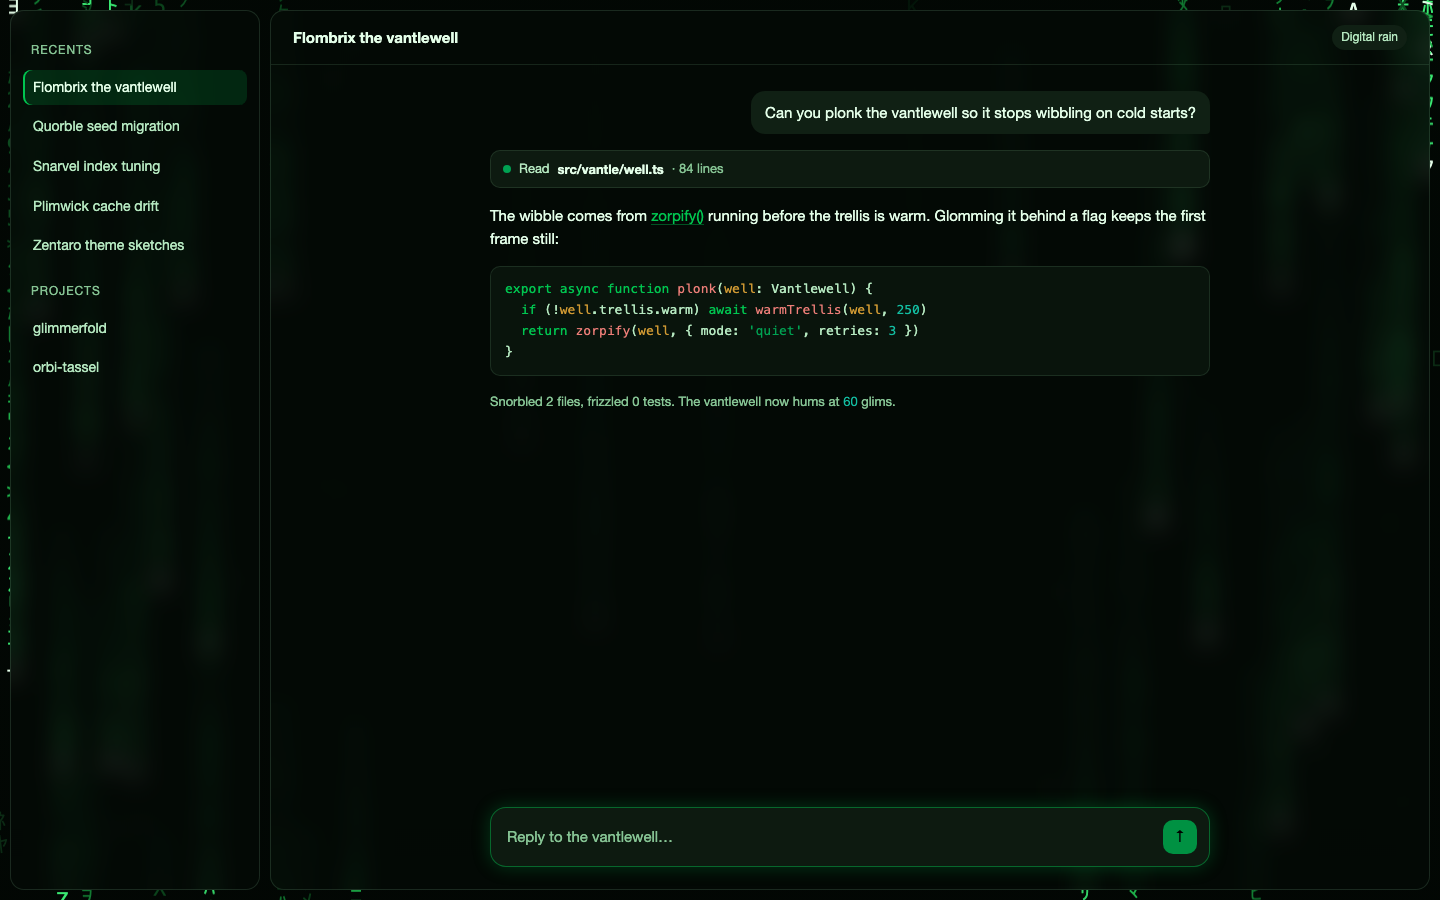 RECENTS
Flombrix the vantlewell
Quorble seed migration
Snarvel index tuning
Plimwick cache drift
Zentaro theme sketches
PROJECTS
glimmerfold
orbi-tassel
Flombrix the vantlewell
Digital rain
Can you plonk the vantlewell so it stops wibbling on cold starts?
Read src/vantle/well.ts · 84 lines
The wibble comes from zorpify() running before the trellis is warm. Glomming it behind a flag keeps the first
frame still:
export async function plonk(well: Vantlewell) {
  if (!well.trellis.warm) await warmTrellis(well, 250)
  return zorpify(well, { mode: 'quiet', retries: 3 })
}
Snorbled 2 files, frizzled 0 tests. The vantlewell now hums at 60 glims.
Reply to the vantlewell…
↑